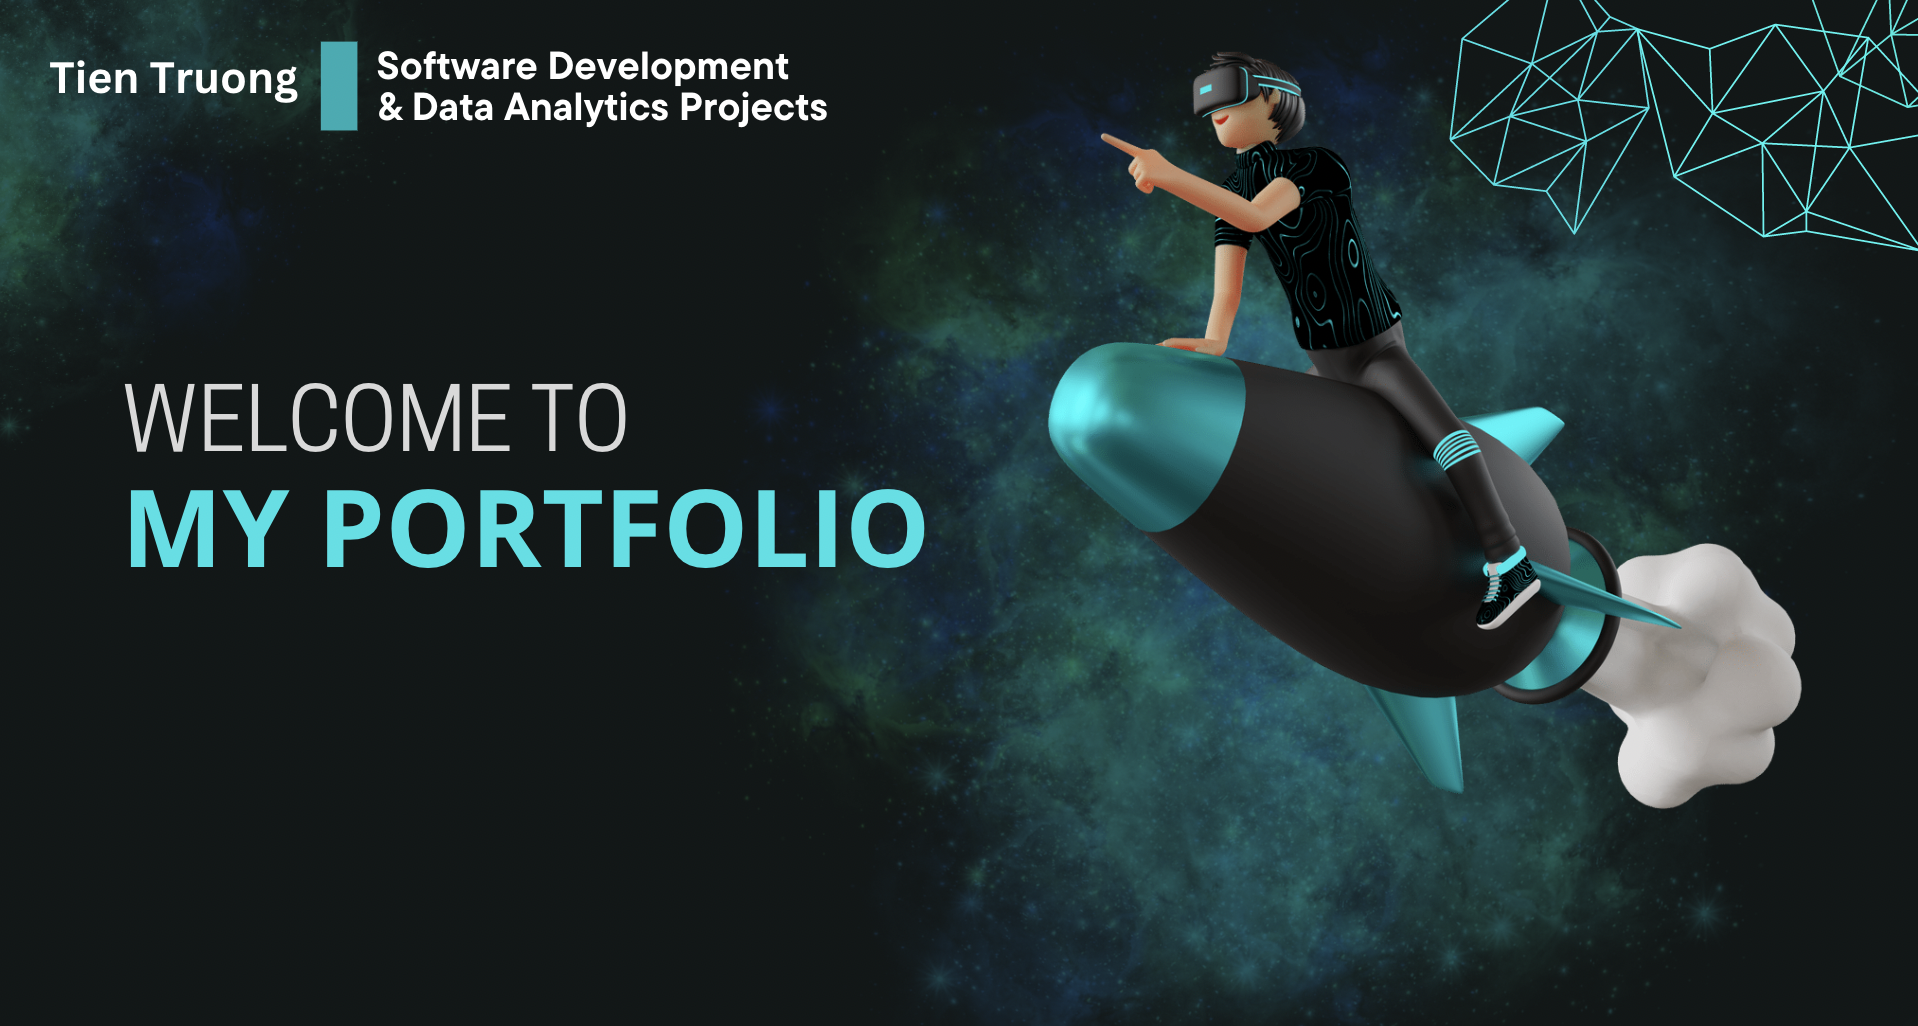 Tien Truong
Software Development
& Data Analytics Projects
WELCOME TO
MY PORTFOLIO